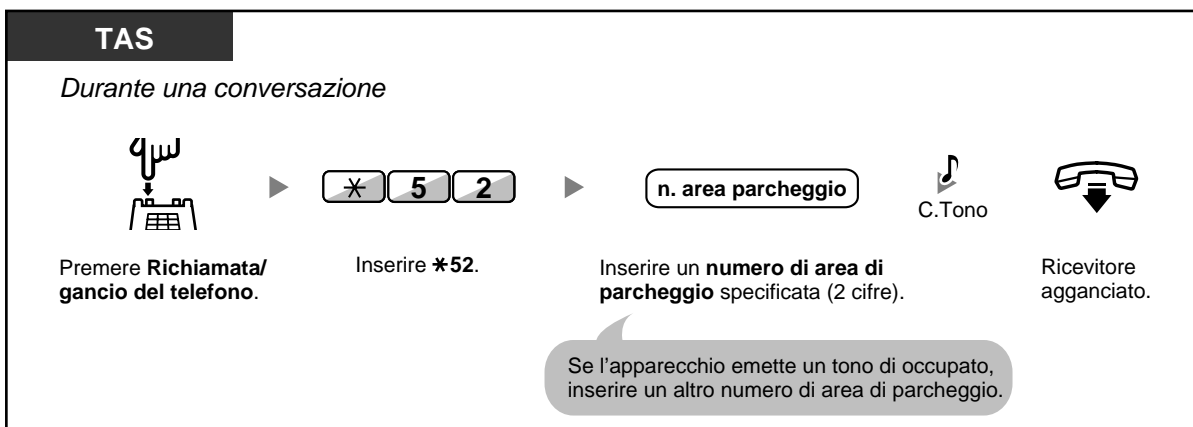 TAS
Durante una conversazione
* 5 2
n. area parcheggio
C.Tono
Premere Richiamata/
gancio del telefono.
Inserire *52.
Inserire un numero di area di
parcheggio specificata (2 cifre).
Ricevitore
agganciato.
Se l’apparecchio emette un tono di occupato,
inserire un altro numero di area di parcheggio.